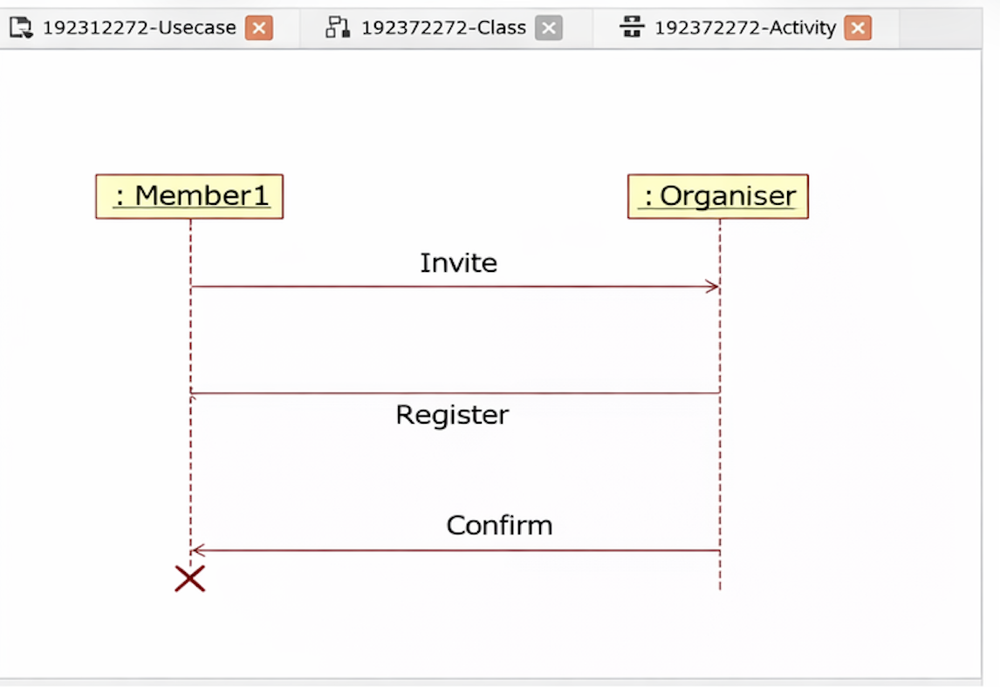 192312272-Usecase
192372272-Class
192372272-Activity
: Member1
: Organiser
Invite
Register
Confirm